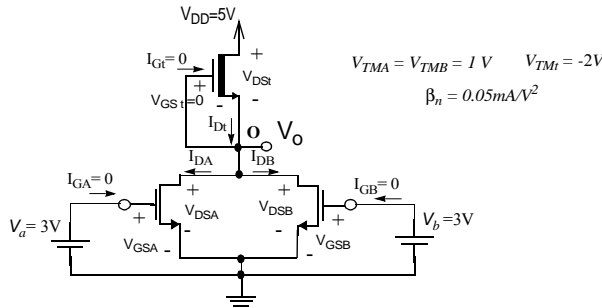 V_DD=5V
I_Gt= 0
+
V_DSt
V_TMA = V_TMB = 1 V V_TMt = -2V
+
V_GSt=0
-
-
β_n = 0.05mA/V^2
I_Dt
O
V_o
I_DA
I_DB
I_GA= 0
I_GB= 0
+
+
V_a= 3V
+
V_DSA
V_DSB
+
V_b=3V
V_GSA
-
-
-
-
V_GSB